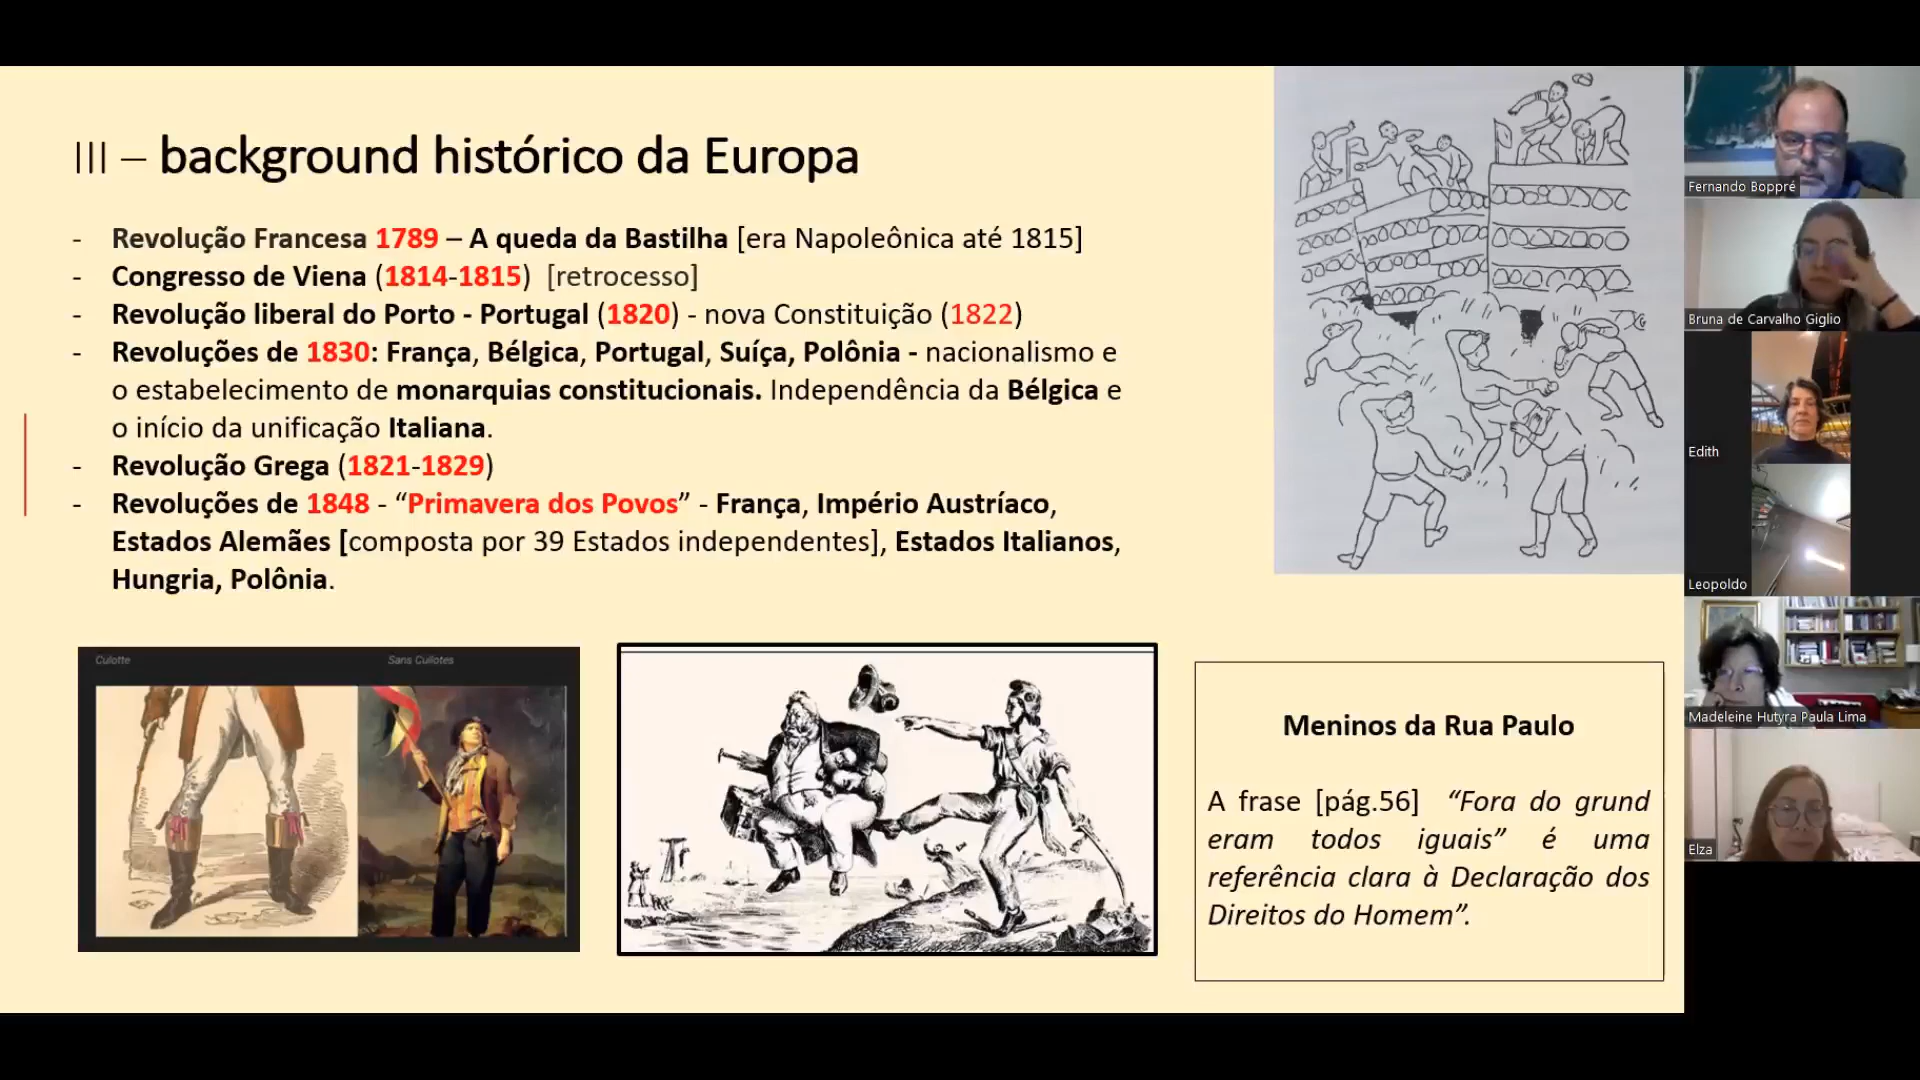 III – background histórico da Europa
- Revolução Francesa 1789 – A queda da Bastilha [era Napoleônica até 1815]
- Congresso de Viena (1814-1815) [retrocesso]
- Revolução liberal do Porto - Portugal (1820) - nova Constituição (1822)
- Revoluções de 1830: França, Bélgica, Portugal, Suíça, Polônia - nacionalismo e
o estabelecimento de monarquias constitucionais. Independência da Bélgica e
o início da unificação Italiana.
- Revolução Grega (1821-1829)
- Revoluções de 1848 - “Primavera dos Povos” - França, Império Austríaco,
Estados Alemães [composta por 39 Estados independentes], Estados Italianos,
Hungria, Polônia.
Culotte
Sans Cullotes
Meninos da Rua Paulo
A frase [pág.56] “Fora do grund
eram todos iguais” é uma
referência clara à Declaração dos
Direitos do Homem”.
Fernando Boppré
Bruna de Carvalho Giglio
Edith
Leopoldo
Madeleine Hutyra Paula Lima
Elza